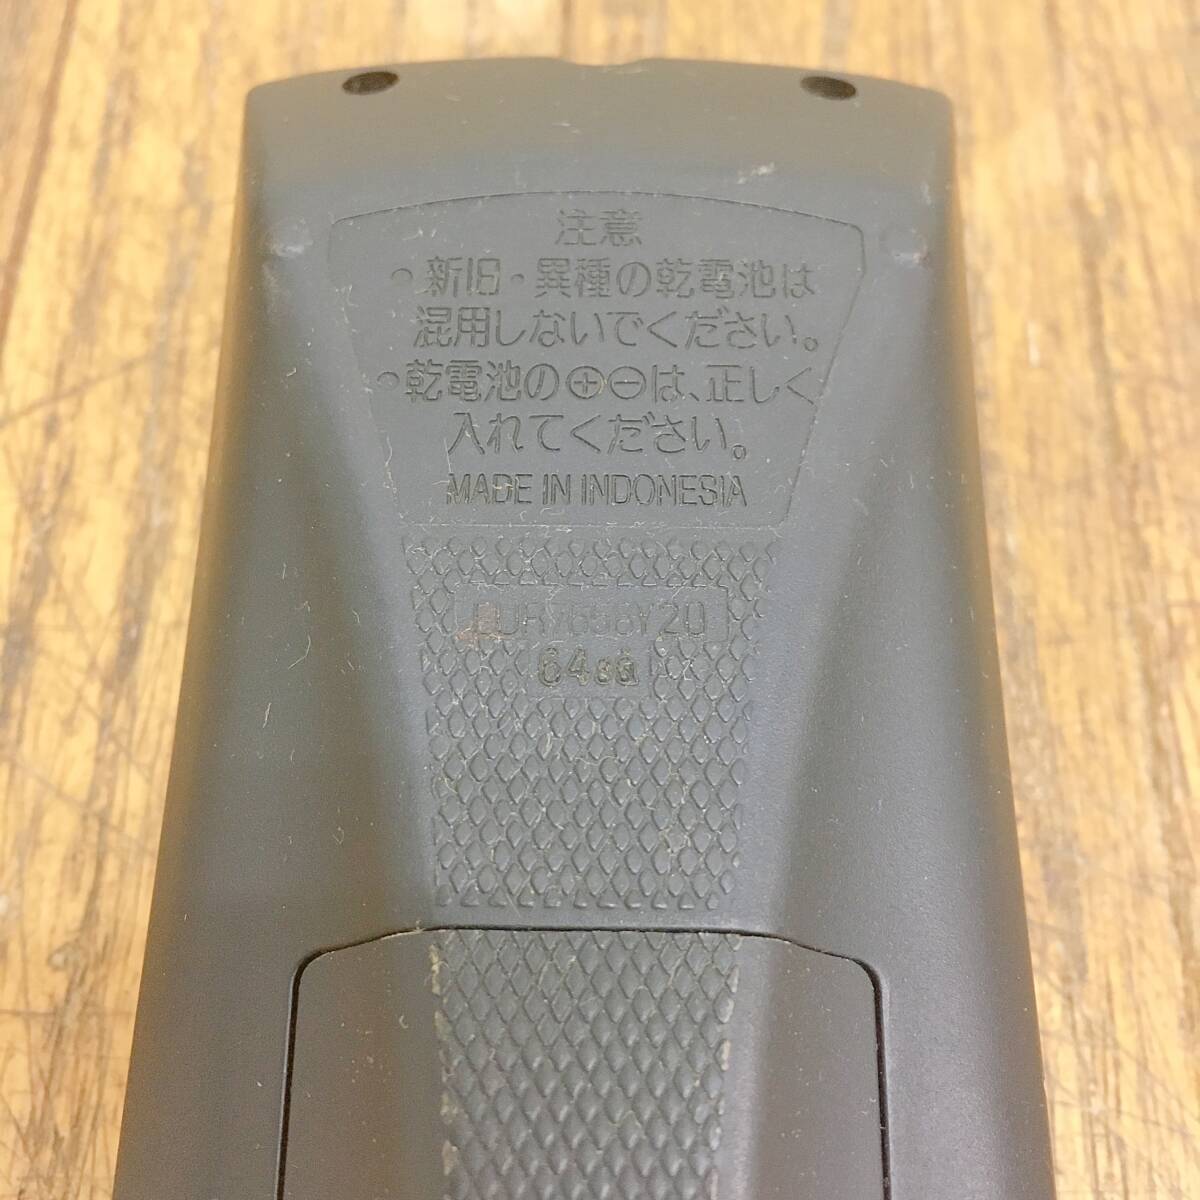 注意
・新旧・異種の乾電池は
混用しないでください。
・乾電池の⊕⊖は、正しく
入れてください。
MADE IN INDONESIA
EUR7658Y20